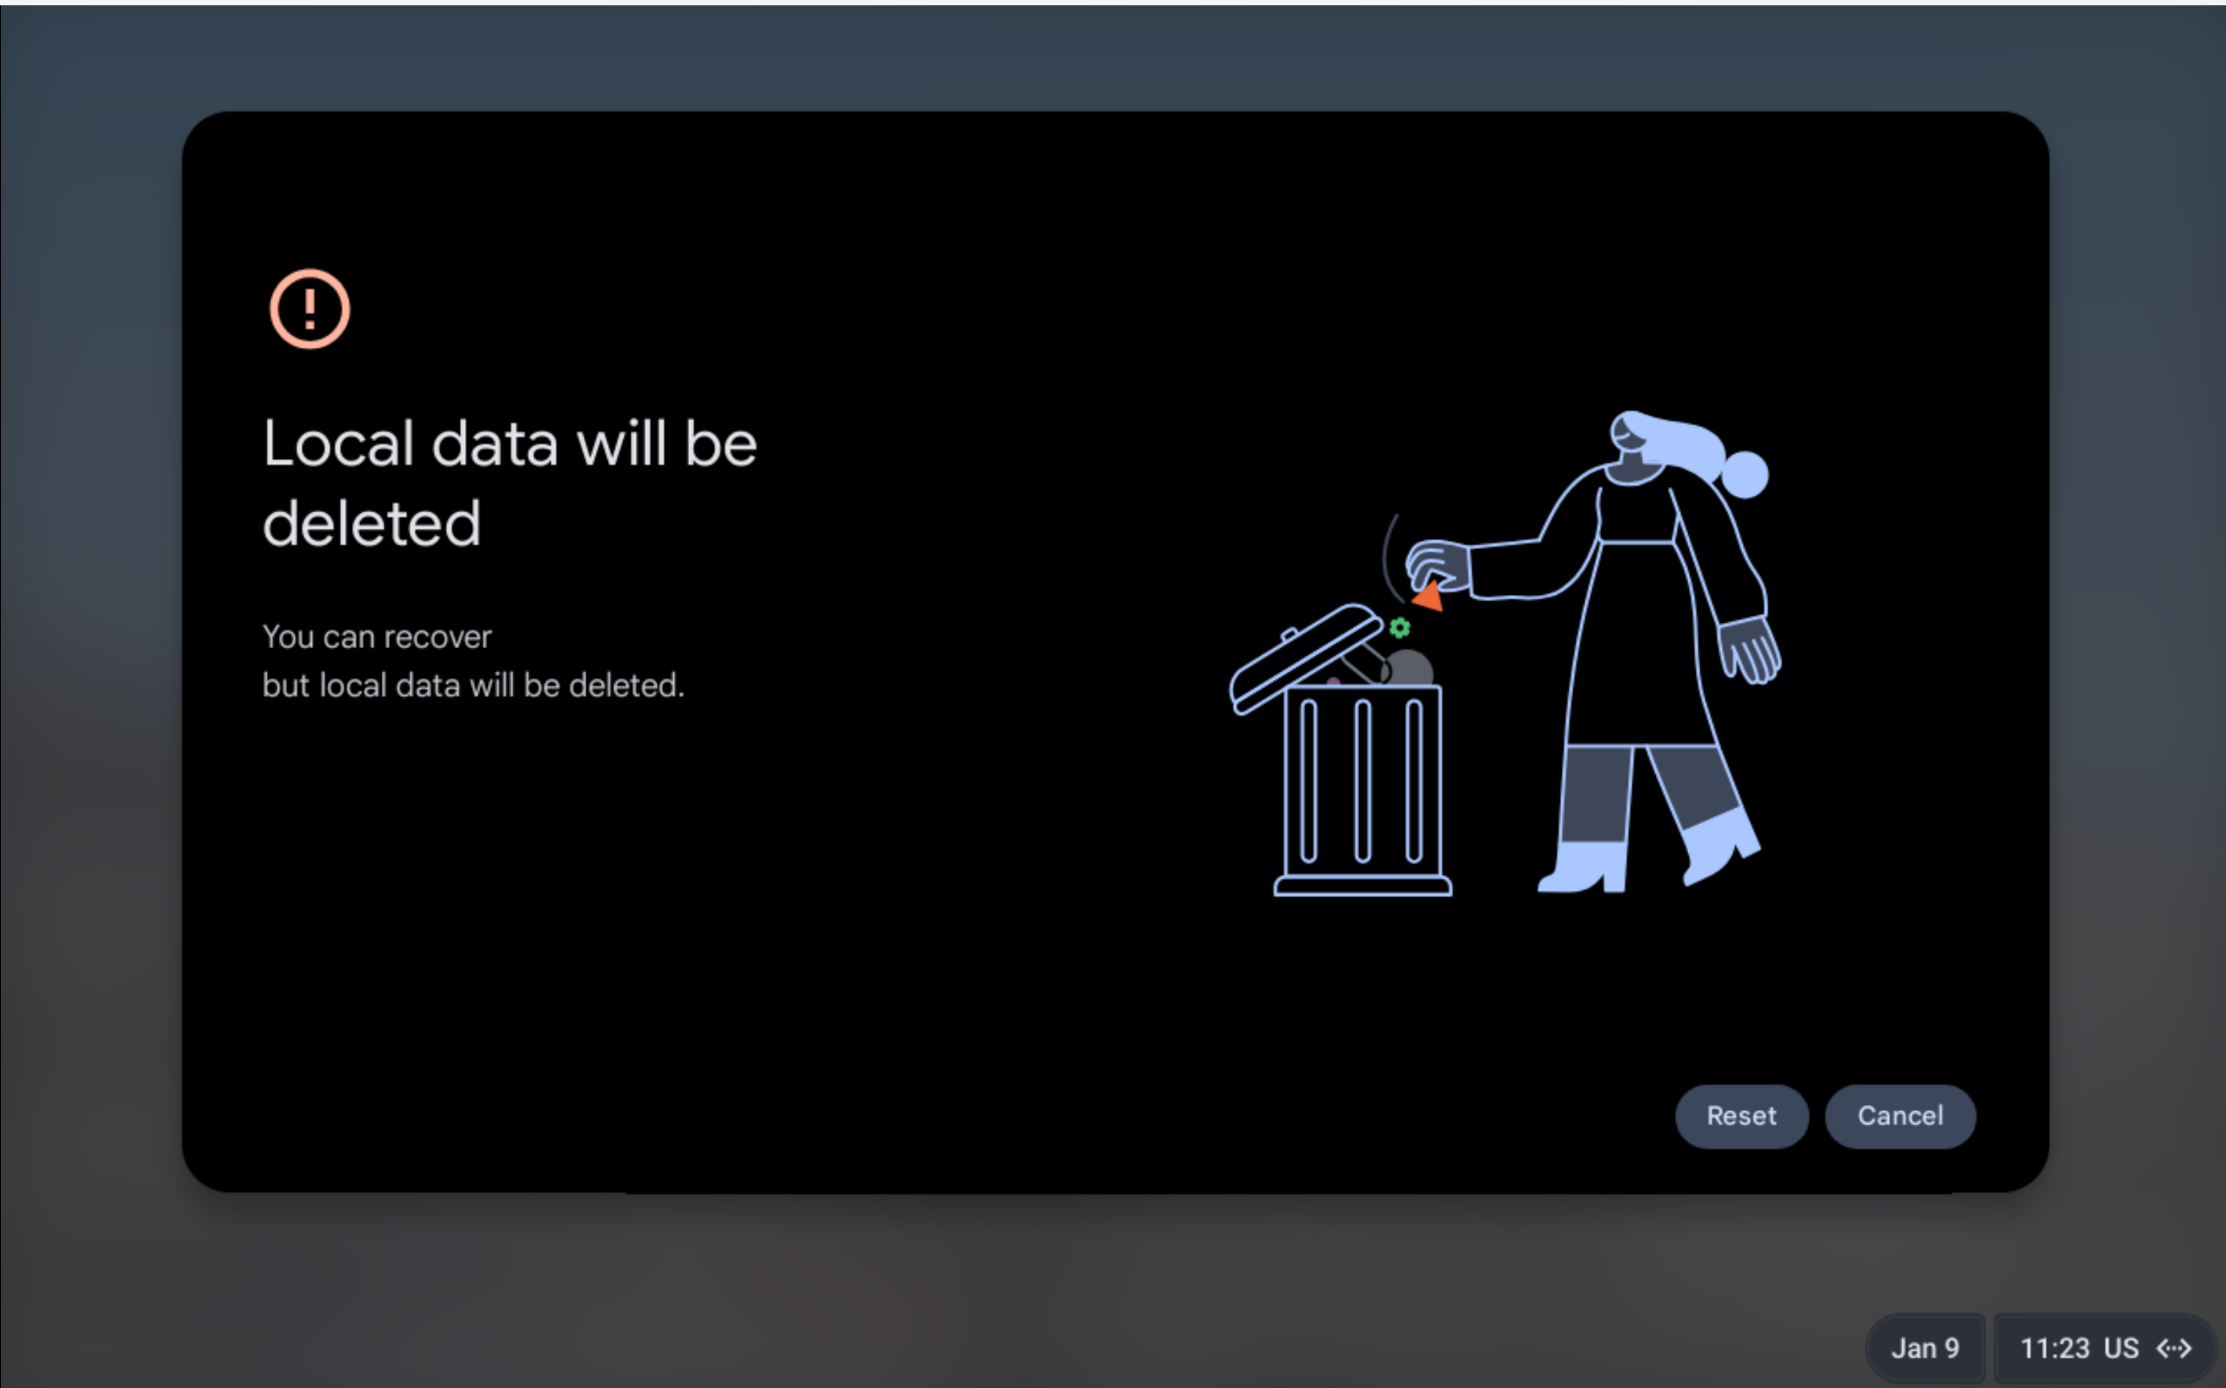 Local data will be
deleted
You can recover
but local data will be deleted.
Reset
Cancel
Jan 9
11:23 US